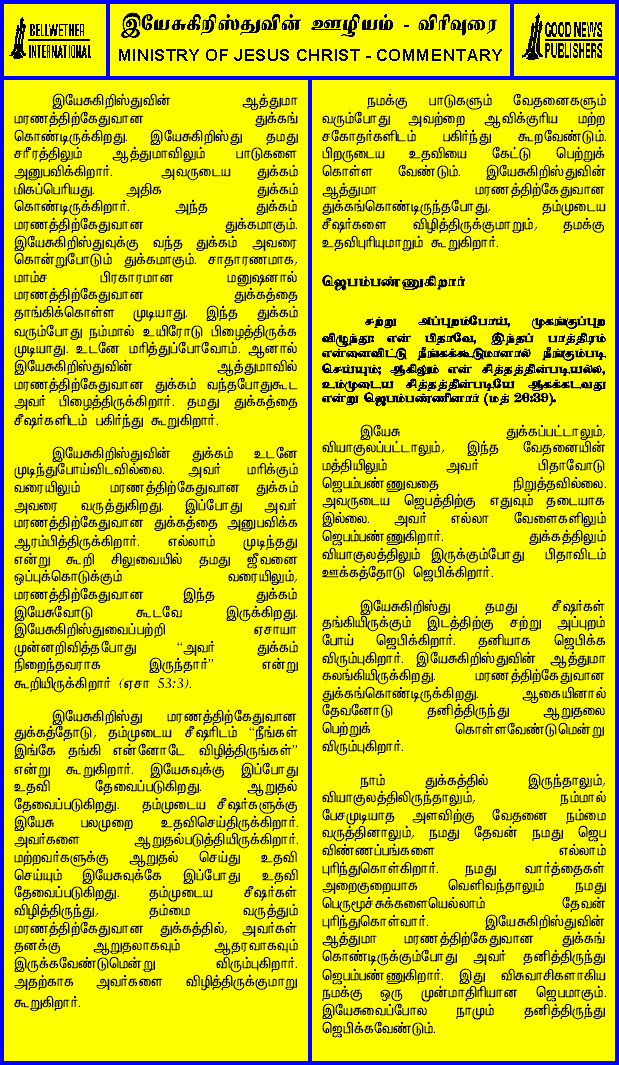 BELLWETHER
INTERNATIONAL
இயேசுகிறிஸ்துவின் ஊழியம் - விரிவுரை
MINISTRY OF JESUS CHRIST - COMMENTARY
GOOD NEWS
PUBLISHERS
இயேசுகிறிஸ்துவின் ஆத்துமா
மரணத்திற்கேதுவான துக்கங்
கொண்டிருக்கிறது. இயேசுகிறிஸ்து தமது
சரீரத்திலும் ஆத்துமாவிலும் பாடுகளை
அனுபவிக்கிறார். அவருடைய துக்கம்
மிகப்பெரியது. அதிக துக்கம்
கொண்டிருக்கிறார். அந்த துக்கம்
மரணத்திற்கேதுவான துக்கமாகும்.
இயேசுகிறிஸ்துவுக்கு வந்த துக்கம் அவரை
கொன்றுபோடும் துக்கமாகும். சாதாரணமாக,
மாம்ச பிரகாரமான மனுஷனால்
மரணத்திற்கேதுவான துக்கத்தை
தாங்கிக்கொள்ள முடியாது. இந்த துக்கம்
வரும்போது நம்மால் உயிரோடு பிழைத்திருக்க
முடியாது. உடனே மரித்துப்போவோம். ஆனால்
இயேசுகிறிஸ்துவின் ஆத்துமாவில்
மரணத்திற்கேதுவான துக்கம் வந்தபோதுகூட
அவர் பிழைத்திருக்கிறார். தமது துக்கத்தை
சீஷர்களிடம் பகிர்ந்து கூறுகிறார்.
இயேசுகிறிஸ்துவின் துக்கம் உடனே
முடிந்துபோய்விடவில்லை. அவர் மரிக்கும்
வரையிலும் மரணத்திற்கேதுவான துக்கம்
அவரை வருத்துகிறது. இப்போது அவர்
மரணத்திற்கேதுவான துக்கத்தை அனுபவிக்க
ஆரம்பித்திருக்கிறார். எல்லாம் முடிந்தது
என்று கூறி சிலுவையில் தமது ஜீவனை
ஒப்புக்கொடுக்கும் வரையிலும்,
மரணத்திற்கேதுவான இந்த துக்கம்
இயேசுவோடு கூடவே இருக்கிறது.
இயேசுகிறிஸ்துவைப்பற்றி ஏசாயா
முன்னறிவித்தபோது “அவர் துக்கம்
நிறைந்தவராக இருந்தார்” என்று
கூறியிருக்கிறார் (ஏசா 53:3).
இயேசுகிறிஸ்து மரணத்திற்கேதுவான
துக்கத்தோடு, தம்முடைய சீஷரிடம் “நீங்கள்
இங்கே தங்கி என்னோடே விழித்திருங்கள்”
என்று கூறுகிறார். இயேசுவுக்கு இப்போது
உதவி தேவைப்படுகிறது. ஆறுதல்
தேவைப்படுகிறது. தம்முடைய சீஷர்களுக்கு
இயேசு பலமுறை உதவிசெய்திருக்கிறார்.
அவர்களை ஆறுதல்படுத்தியிருக்கிறார்.
மற்றவர்களுக்கு ஆறுதல் செய்து உதவி
செய்யும் இயேசுவுக்கே இப்போது உதவி
தேவைப்படுகிறது. தம்முடைய சீஷர்கள்
விழித்திருந்து, தம்மை வருத்தும்
மரணத்திற்கேதுவான துக்கத்தில், அவர்கள்
தனக்கு ஆறுதலாகவும் ஆதரவாகவும்
இருக்கவேண்டுமென்று விரும்புகிறார்.
அதற்காக அவர்களை விழித்திருக்குமாறு
கூறுகிறார்.
நமக்கு பாடுகளும் வேதனைகளும்
வரும்போது அவற்றை ஆவிக்குரிய மற்ற
சகோதர்களிடம் பகிர்ந்து கூறவேண்டும்.
பிறருடைய உதவியை கேட்டு பெற்றுக்
கொள்ள வேண்டும். இயேசுகிறிஸ்துவின்
ஆத்துமா மரணத்திற்கேதுவான
துக்கங்கொண்டிருந்தபோது, தம்முடைய
சீஷர்களை விழித்திருக்குமாறும், தமக்கு
உதவிபுரியுமாறும் கூறுகிறார்.
ஜெபம்பண்ணுகிறார்
சற்று அப்புறம்போய், முகங்குப்புற
விழுந்து: என் பிதாவே, இந்தப் பாத்திரம்
என்னைவிட்டு நீங்கக்கூடுமானால் நீங்கும்படி
செய்யும்; ஆகிலும் என் சித்தத்தின்படியல்ல,
உம்முடைய சித்தத்தின்படியே ஆகக்கடவது
என்று ஜெபம்பண்ணினார் (மத் 26:39).
இயேசு துக்கப்பட்டாலும்,
வியாகுலப்பட்டாலும், இந்த வேதனையின்
மத்தியிலும் அவர் பிதாவோடு
ஜெபம்பண்ணுவதை நிறுத்தவில்லை.
அவருடைய ஜெபத்திற்கு எதுவும் தடையாக
இல்லை. அவர் எல்லா வேளைகளிலும்
ஜெபம்பண்ணுகிறார். துக்கத்திலும்
வியாகுலத்திலும் இருக்கும்போது பிதாவிடம்
ஊக்கத்தோடு ஜெபிக்கிறார்.
இயேசுகிறிஸ்து தமது சீஷர்கள்
தங்கியிருக்கும் இடத்திற்கு சற்று அப்புறம்
போய் ஜெபிக்கிறார். தனியாக ஜெபிக்க
விரும்புகிறார். இயேசுகிறிஸ்துவின் ஆத்துமா
கலங்கியிருக்கிறது. மரணத்திற்கேதுவான
துக்கங்கொண்டிருக்கிறது. ஆகையினால்
தேவனோடு தனித்திருந்து ஆறுதலை
பெற்றுக் கொள்ளவேண்டுமென்று
விரும்புகிறார்.
நாம் துக்கத்தில் இருந்தாலும்,
வியாகுலத்திலிருந்தாலும், நம்மால்
பேசமுடியாத அளவிற்கு வேதனை நம்மை
வருத்தினாலும், நமது தேவன் நமது ஜெப
விண்ணப்பங்களை எல்லாம்
புரிந்துகொள்கிறார். நமது வார்த்தைகள்
அறைகுறையாக வெளிவந்தாலும் நமது
பெருமூச்சுக்களையெல்லாம் தேவன்
புரிந்துகொள்வார். இயேசுகிறிஸ்துவின்
ஆத்துமா மரணத்திற்கேதுவான துக்கங்
கொண்டிருக்கும்போது அவர் தனித்திருந்து
ஜெபம்பண்ணுகிறார். இது விசுவாசிகளாகிய
நமக்கு ஒரு முன்மாதிரியான ஜெபமாகும்.
இயேசுவைப்போல நாமும் தனித்திருந்து
ஜெபிக்கவேண்டும்.